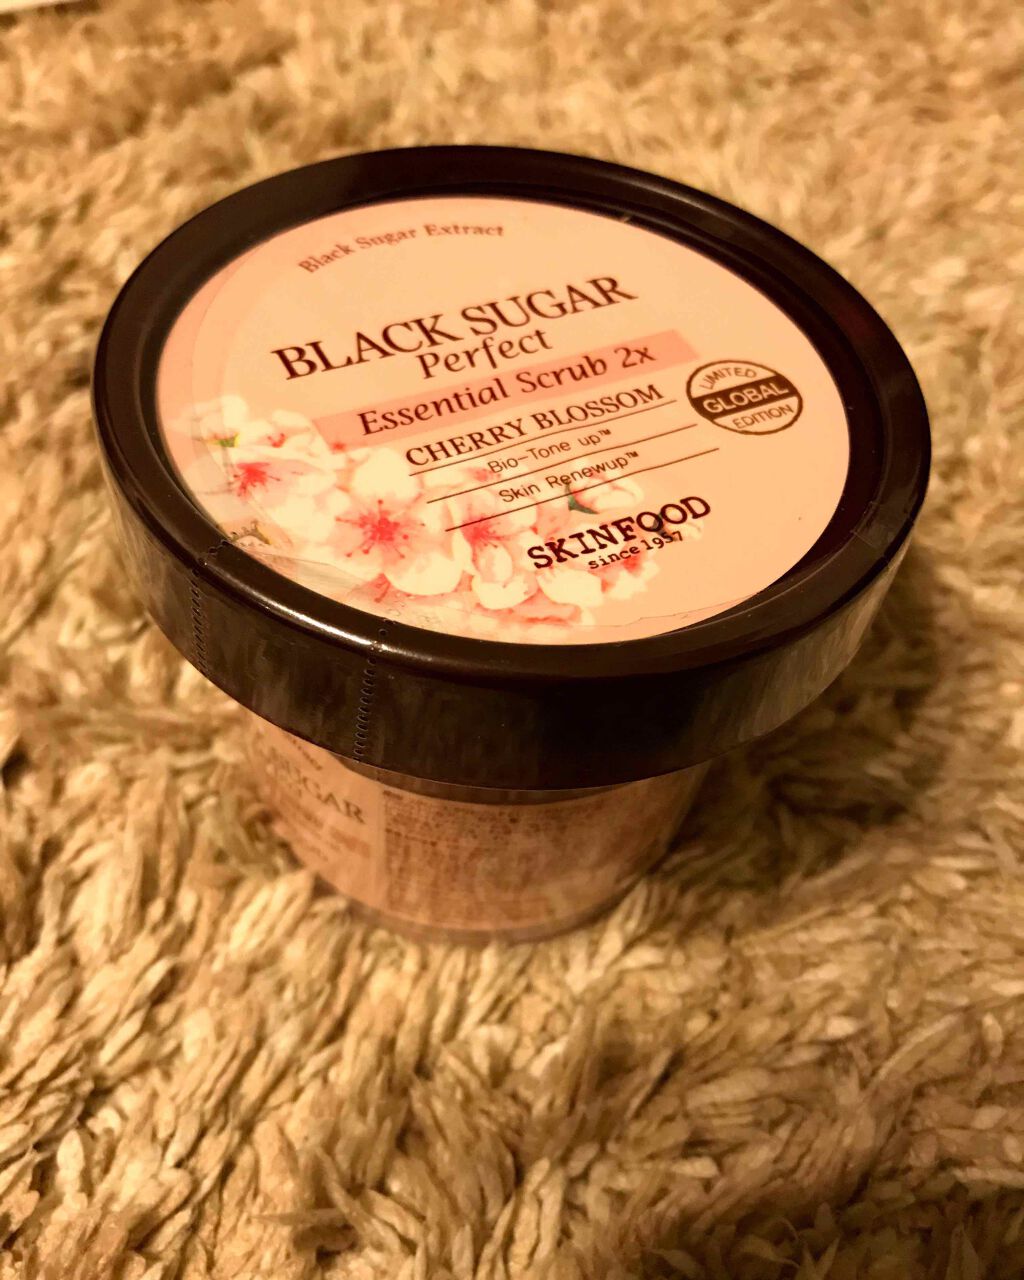 Black Sugar Extract
BLACK SUGAR
Perfect
Essential Scrub 2x
CHERRY BLOSSOM
Bio-Tone up™
Skin Renewup™
LIMITED
GLOBAL
EDITION
SKINFOOD
since 1957
SUGAR